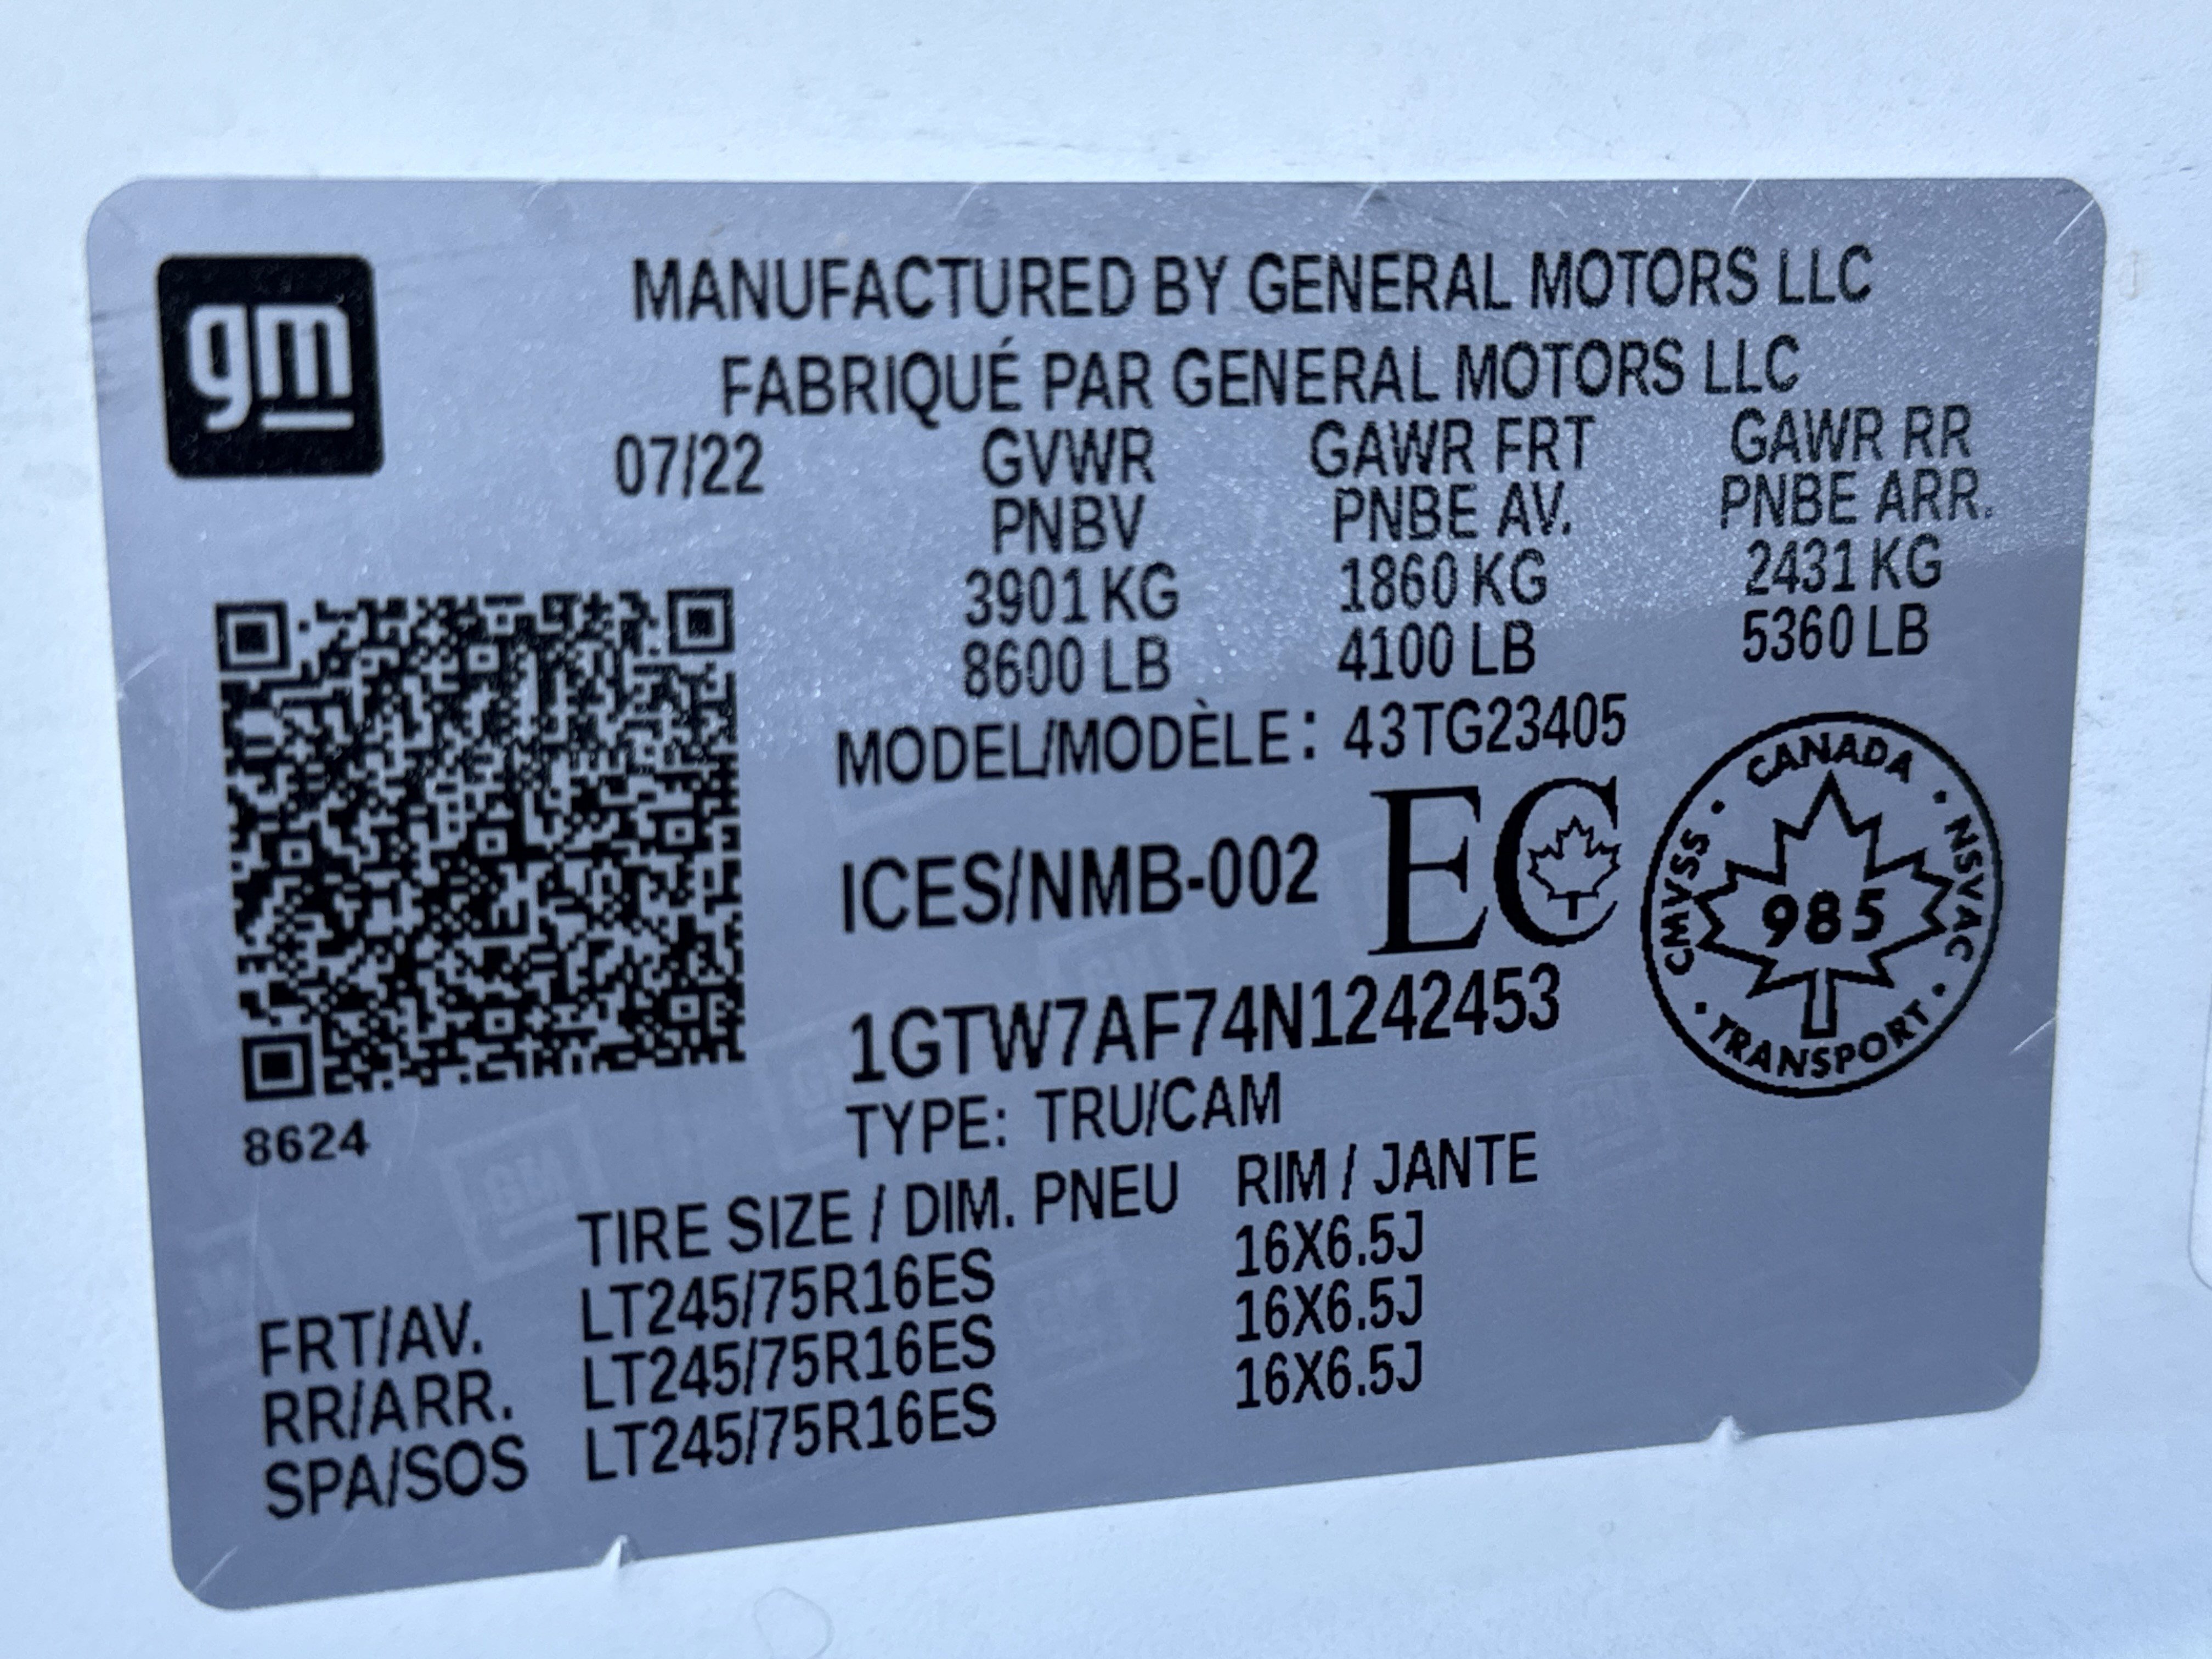 gm
MANUFACTURED BY GENERAL MOTORS LLC
FABRIQUÉ PAR GENERAL MOTORS LLC
07/22 GVWR GAWR FRT GAWR RR
PNBV PNBE AV. PNBE ARR.
3901 KG 1860 KG 2431 KG
8600 LB 4100 LB 5360 LB
MODEL/MODÈLE: 43TG23405
ICES/NMB-002 EC
CANADA • NSVAC • TRANSPORT • CMVSS •
985
1GTW7AF74N1242453
8624
TYPE: TRU/CAM
TIRE SIZE / DIM. PNEU RIM / JANTE
FRT/AV. LT245/75R16ES 16X6.5J
RR/ARR. LT245/75R16ES 16X6.5J
SPA/SOS LT245/75R16ES 16X6.5J